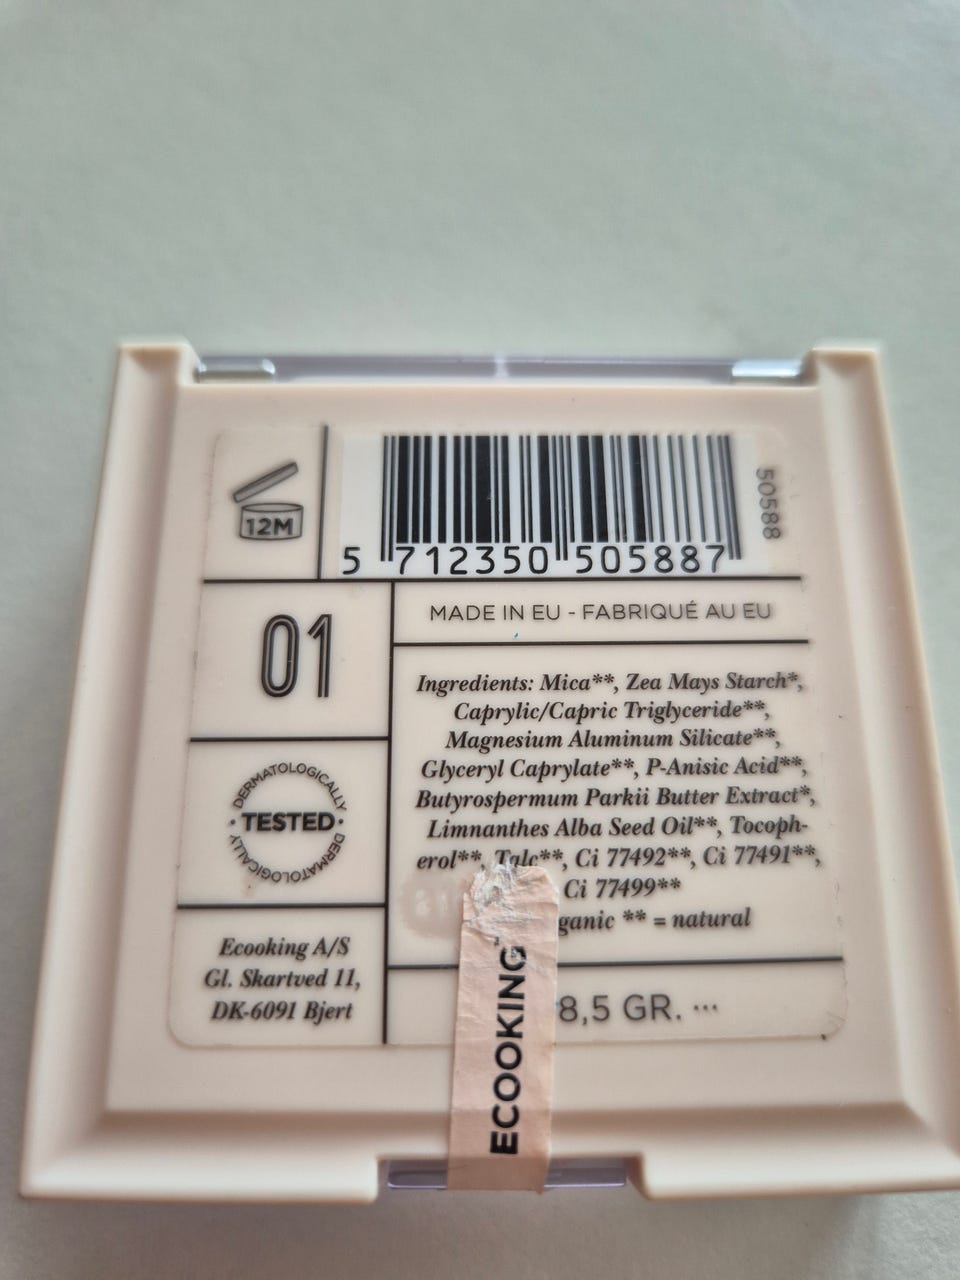 12M
5 712350 505887
50588
01
MADE IN EU - FABRIQUÉ AU EU
Ingredients: Mica**, Zea Mays Starch*,
Caprylic/Capric Triglyceride**,
Magnesium Aluminum Silicate**,
Glyceryl Caprylate**, P-Anisic Acid**,
Butyrospermum Parkii Butter Extract*,
Limnanthes Alba Seed Oil**, Tocoph-
erol**, Talc**, Ci 77492**, Ci 77491**,
Ci 77499**
** = natural
DERMATOLOGICALLY
· TESTED ·
DERMATOLOGICALLY
Ecooking A/S
Gl. Skartved 11,
DK-6091 Bjert
8,5 GR. ...
ECOOKING